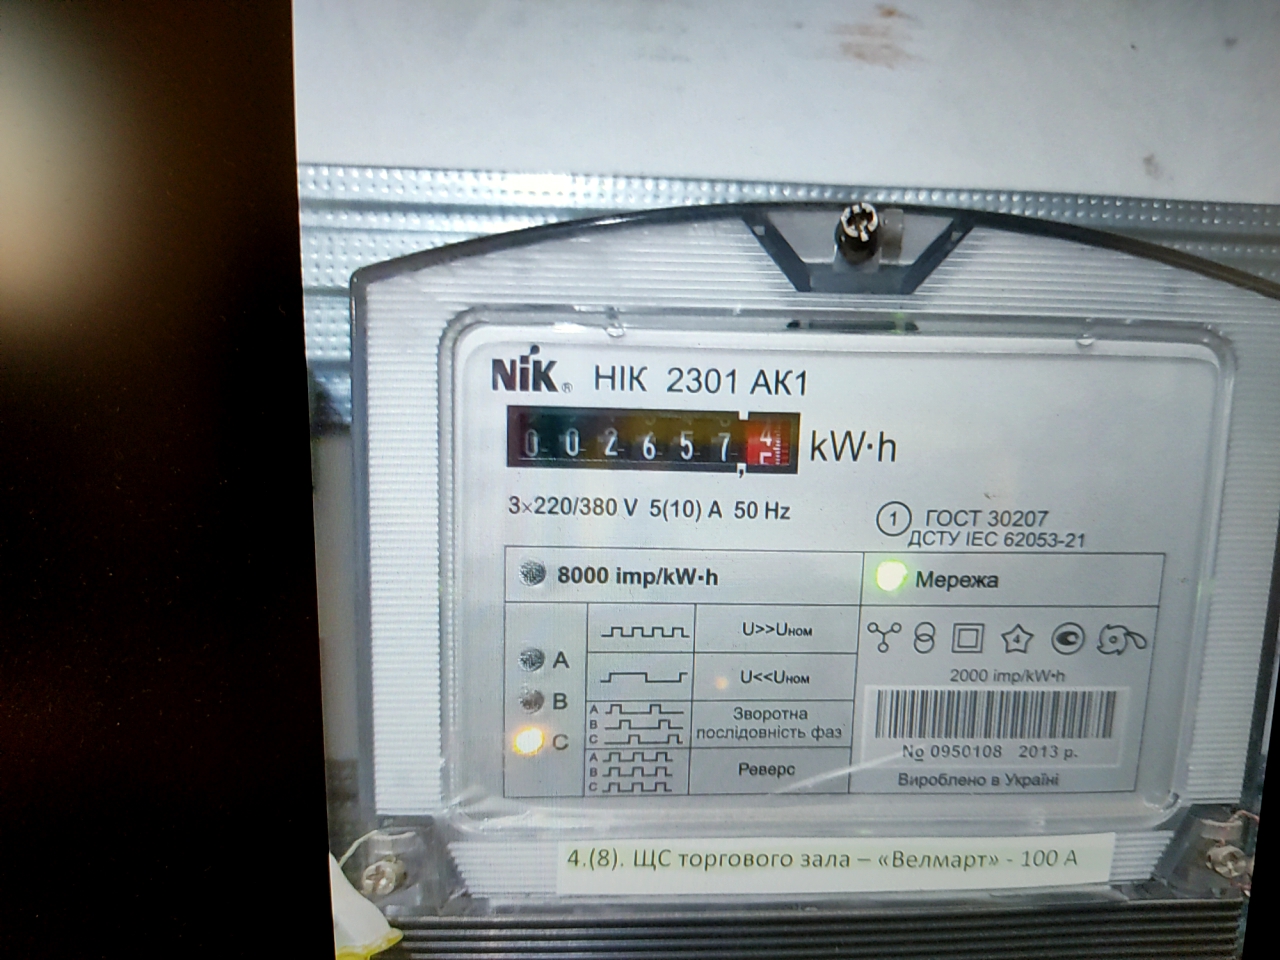 NiK® НІК 2301 АК1
0 0 2 6 5 7, 4 kW·h
3×220/380 V 5(10) A 50 Hz
1 ГОСТ 30207
ДСТУ IEC 62053-21
8000 imp/kW·h
Мережа
A
B
C
U>>Uном
U<<Uном
A
B
C
Зворотна
послідовність фаз
A
B
C
Реверс
4
2000 imp/kW·h
№ 0950108 2013 р.
Вироблено в Україні
4.(8). ЩС торгового зала – «Велмарт» - 100 А